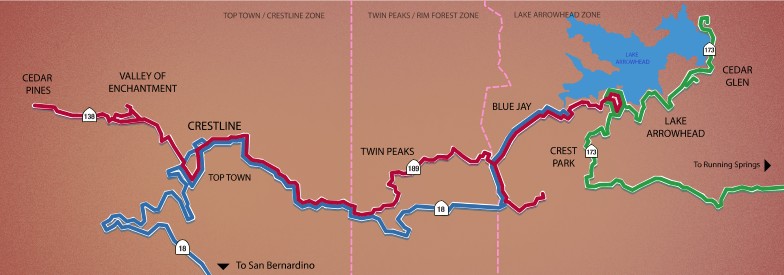 TOP TOWN / CRESTLINE ZONE
TWIN PEAKS / RIM FOREST ZONE
LAKE ARROWHEAD ZONE
173
LAKE
ARROWHEAD
CEDAR
PINES
VALLEY OF
ENCHANTMENT
CEDAR
GLEN
138
BLUE JAY
CRESTLINE
LAKE
ARROWHEAD
TWIN PEAKS
CREST
PARK
173
To Running Springs
189
TOP TOWN
18
18
To San Bernardino